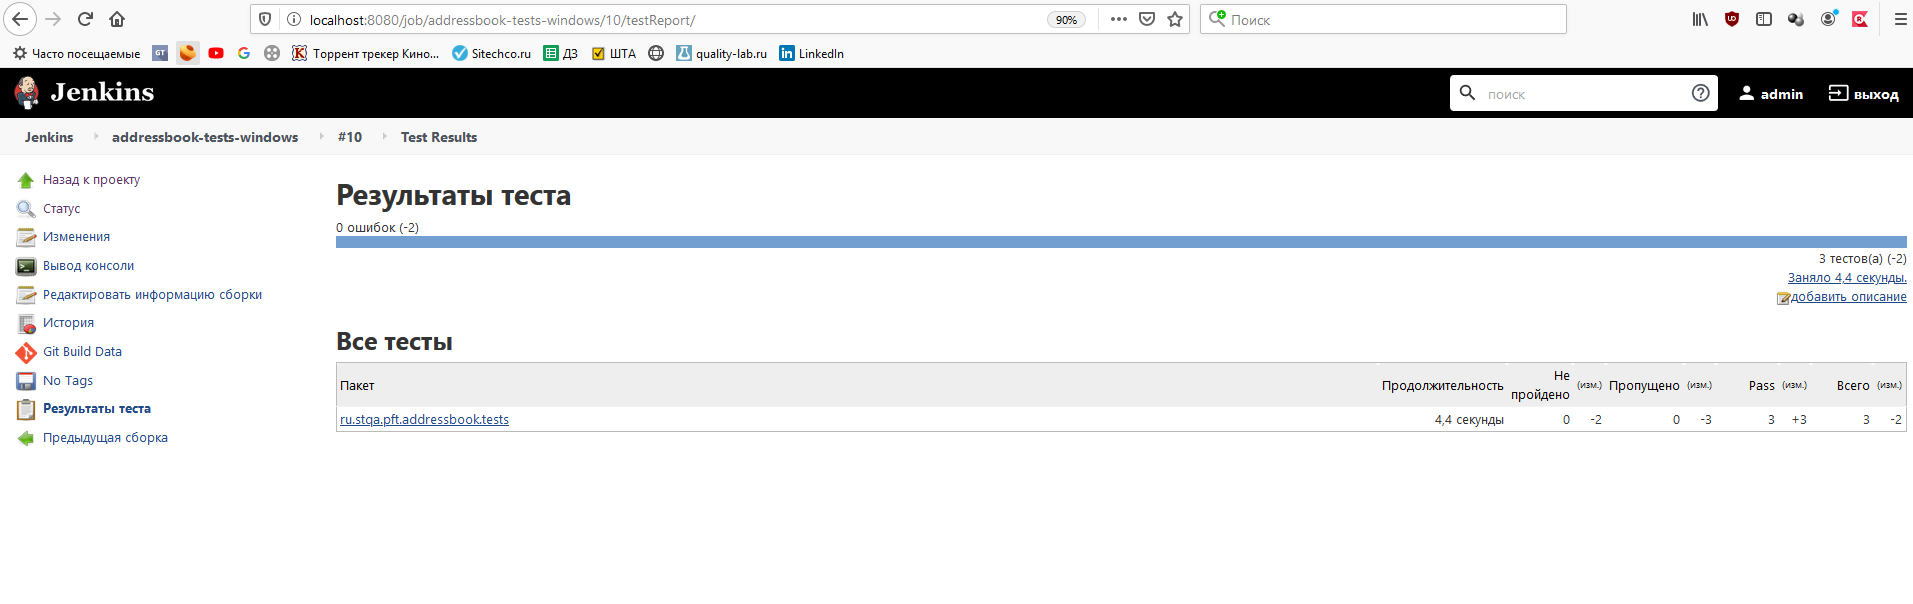 localhost:8080/job/addressbook-tests-windows/10/testReport/
90%
Поиск
Часто посещаемые GT G Торрент трекер Кино... Sitechco.ru ДЗ ШТА quality-lab.ru LinkedIn
Jenkins
поиск
admin
выход
Jenkins addressbook-tests-windows #10 Test Results
Назад к проекту
Статус
Изменения
Вывод консоли
Редактировать информацию сборки
История
Git Build Data
No Tags
Результаты теста
Предыдущая сборка
Результаты теста
0 ошибок (-2)
3 тестов(а) (-2)
Заняло 4,4 секунды.
добавить описание
Все тесты
Пакет Продолжительность Не пройдено (изм.) Пропущено (изм.) Pass (изм.) Всего (изм.)
ru.stqa.pft.addressbook.tests 4,4 секунды 0 -2 0 -3 3 +3 3 -2